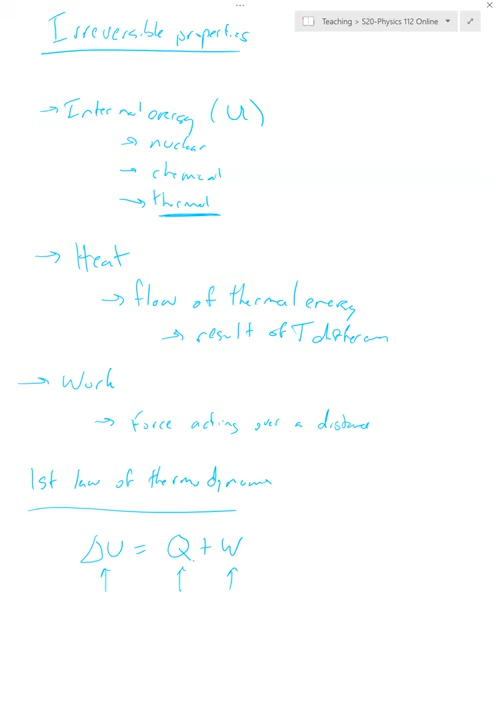 Teaching > S20-Physics 112 Online
Irreversible properties
→ Internal energy (U)
→ nuclear
→ chemical
→ thermal
→ Heat
→ flow of thermal energy
→ result of T
→ Work
→ Force acting over a distance
1st law of thermodynamics
ΔU = Q + W
↑ ↑ ↑